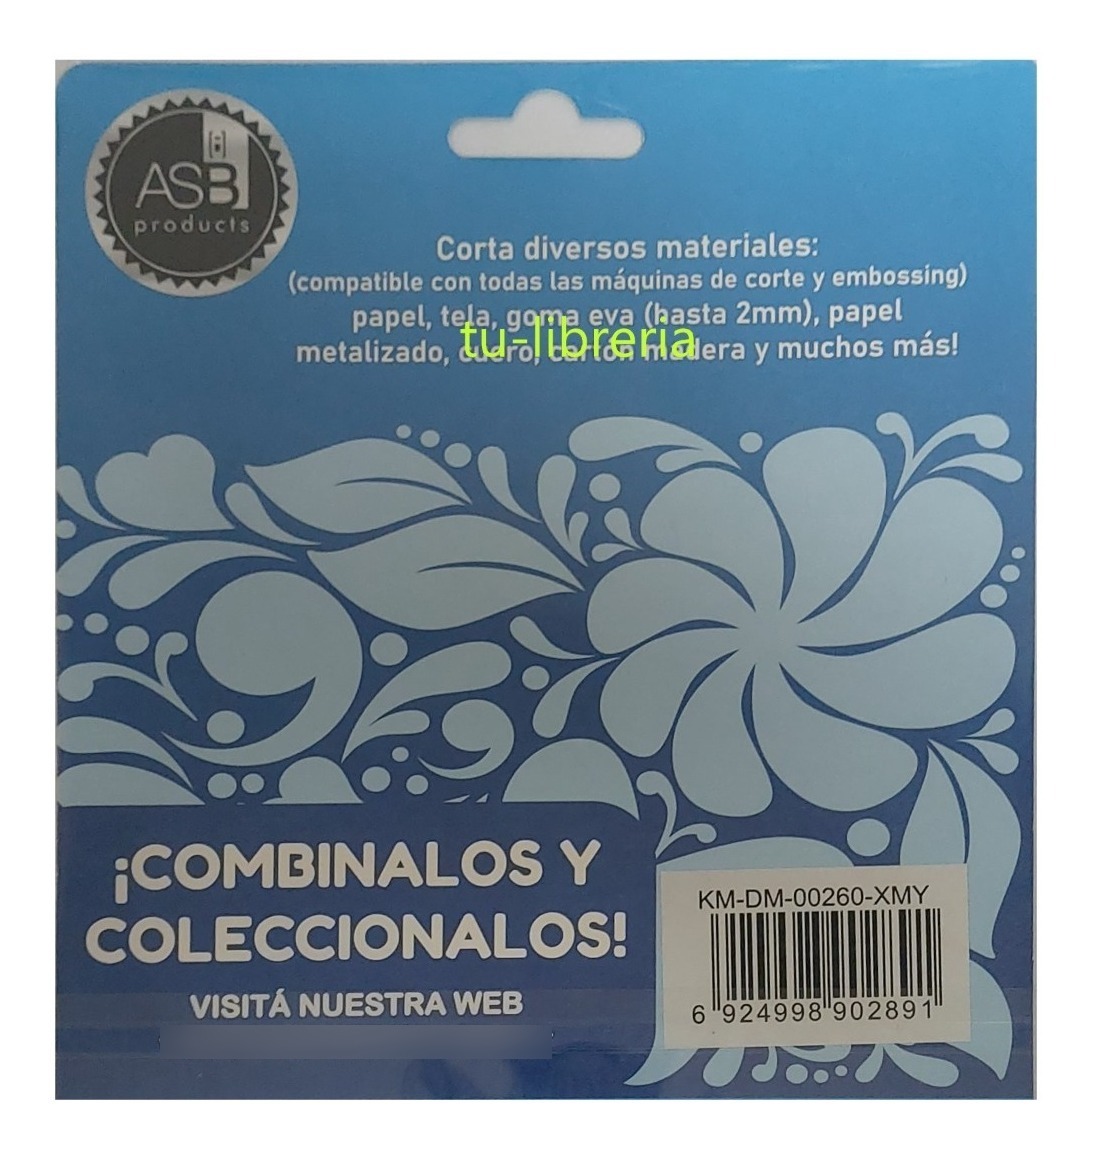 ASB
products
Corta diversos materiales:
(compatible con todas las máquinas de corte y embossing)
papel, tela, goma eva (hasta 2mm), papel
tu-libreria
metalizado, cuero, cartón madera y muchos más!
¡COMBINALOS Y
COLECCIONALOS!
VISITÁ NUESTRA WEB
KM-DM-00260-XMY
6 924998 902891